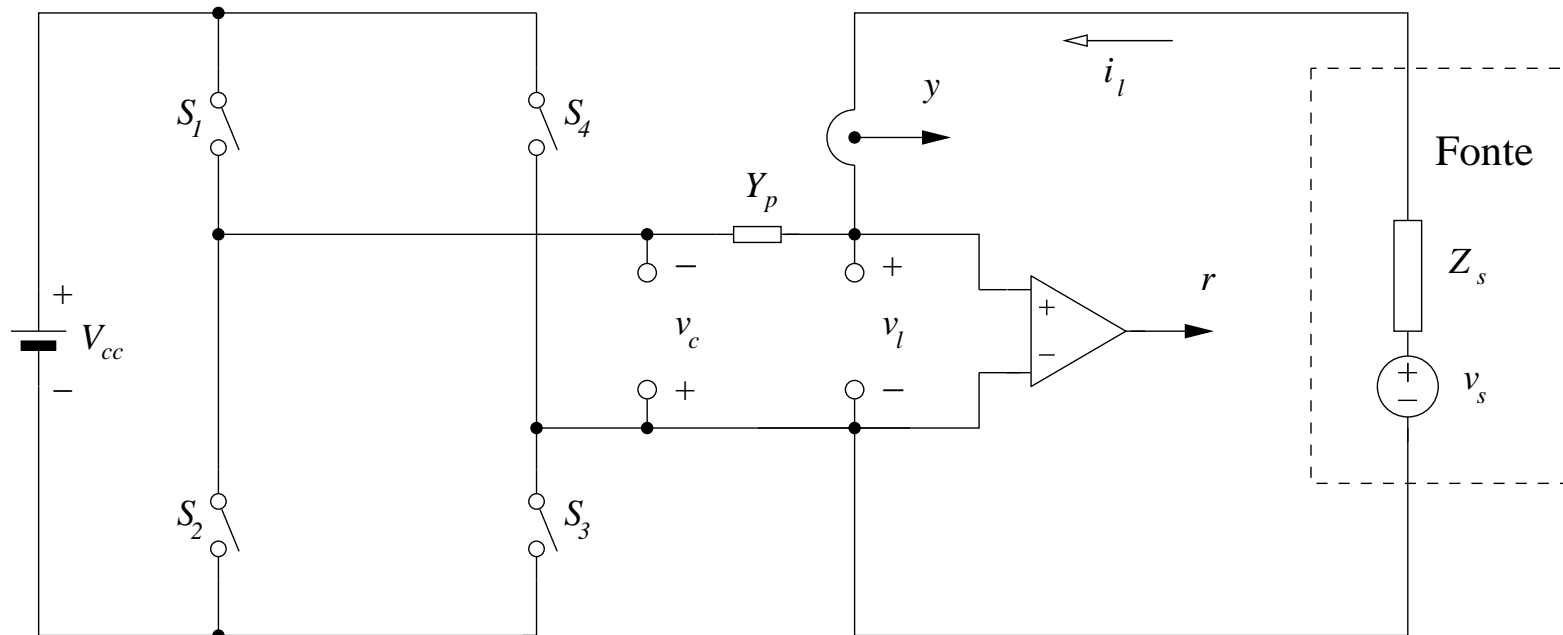 i_l
y
Fonte
S_1
S_4
Y_p
−
+
Z_s
r
+
v_c
v_l
+
−
V_cc
−
+
−
+
−
v_s
S_2
S_3